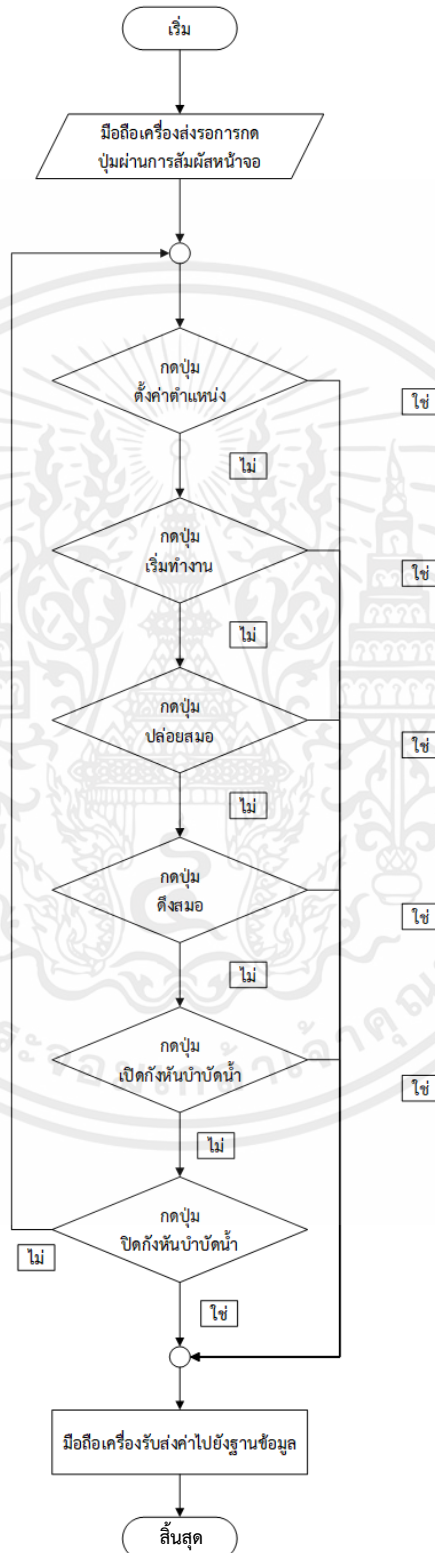 เริ่ม
มือถือเครื่องส่งรอการกด
ปุ่มผ่านการสัมผัสหน้าจอ
กดปุ่ม
ตั้งค่าตำแหน่ง
ใช่
ไม่
กดปุ่ม
เริ่มทำงาน
ใช่
ไม่
กดปุ่ม
ปล่อยสมอ
ใช่
ไม่
กดปุ่ม
ดึงสมอ
ใช่
ไม่
กดปุ่ม
เปิดกังหันบำบัดน้ำ
ใช่
ไม่
กดปุ่ม
ปิดกังหันบำบัดน้ำ
ไม่
ใช่
มือถือเครื่องรับส่งค่าไปยังฐานข้อมูล
สิ้นสุด